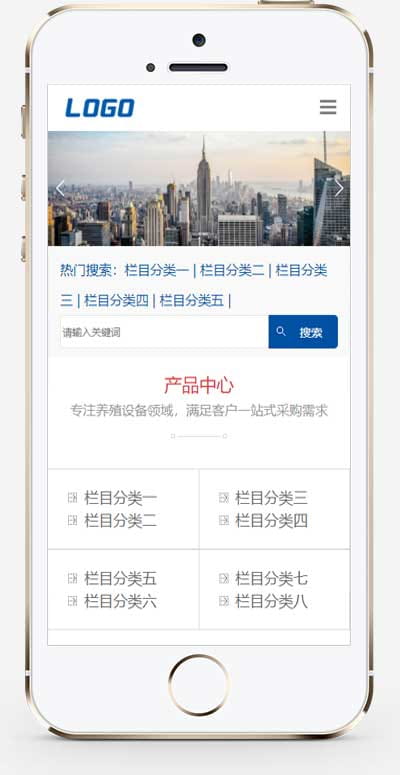 LOGO
热门搜索：栏目分类一 | 栏目分类二 | 栏目分类
三 | 栏目分类四 | 栏目分类五 |
请输入关键词
搜索
产品中心
专注养殖设备领域，满足客户一站式采购需求
栏目分类一
栏目分类二
栏目分类三
栏目分类四
栏目分类五
栏目分类六
栏目分类七
栏目分类八